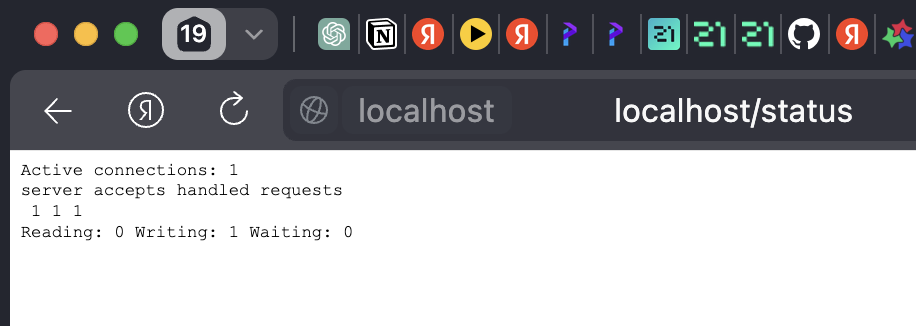 19
N Я Я 21 21 21 Я
Я localhost localhost/status
Active connections: 1
server accepts handled requests
1 1 1
Reading: 0 Writing: 1 Waiting: 0